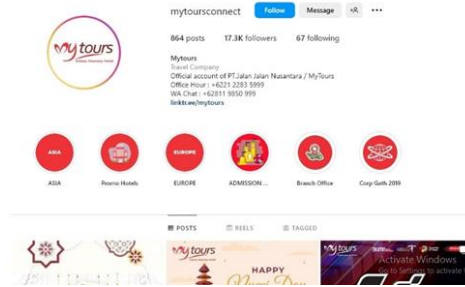 mytoursconnect Follow Message
864 posts 17.3K followers 67 following
my tours
Mytours
Travel Company
Official account of PT.Jalan Jalan Nusantara / MyTours
Office Hour : +6221 2283 5999
WA Chat : +62811 9850 999
linktr.ee/mytours
ASIA EUROPE
ASIA Promo Hotels EUROPE ADMISSION ... Branch Office Corp Gath 2019
POSTS REELS TAGGED
my tours
my tours
HAPPY
Activate Windows
Go to Settings to activate